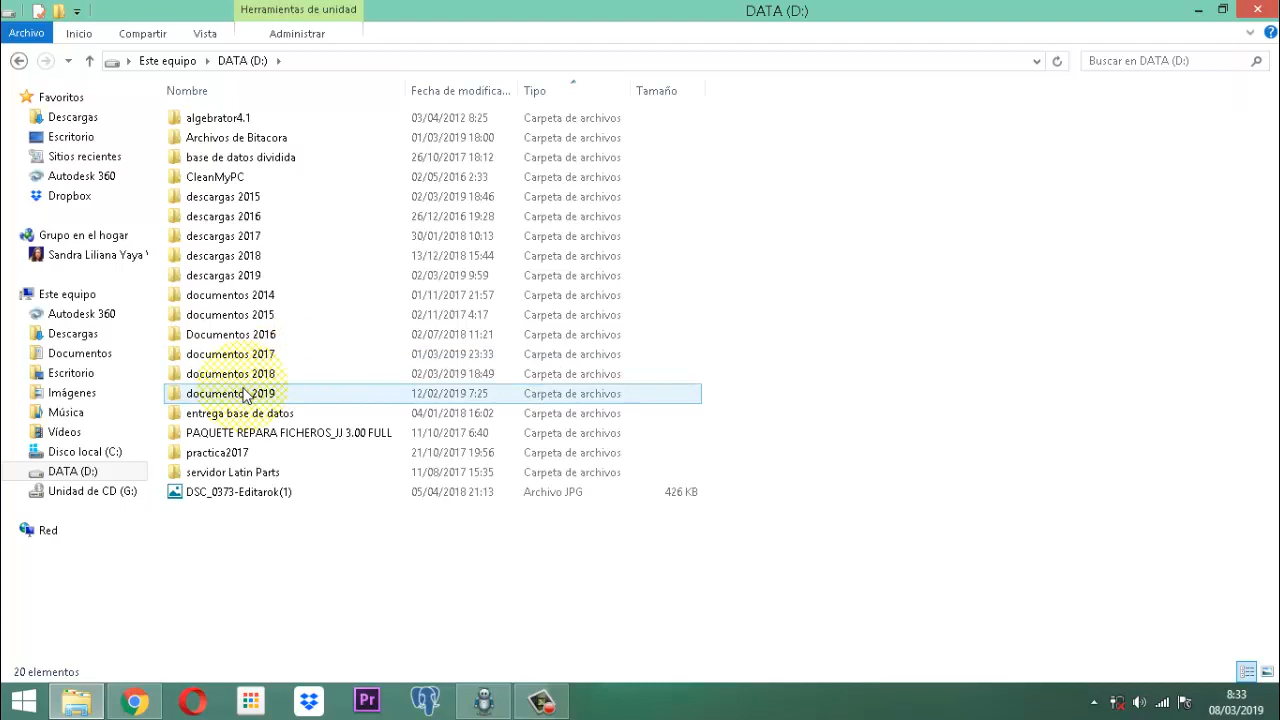 Herramientas de unidad
DATA (D:)
Archivo Inicio Compartir Vista Administrar
Este equipo DATA (D:)
Buscar en DATA (D:)
Nombre Fecha de modifica... Tipo Tamaño
Favoritos
Descargas
Escritorio
Sitios recientes
Autodesk 360
Dropbox
Grupo en el hogar
Sandra Liliana Yaya
Este equipo
Autodesk 360
Descargas
Documentos
Escritorio
Imágenes
Música
Vídeos
Disco local (C:)
DATA (D:)
Unidad de CD (G:)
Red
algebrator4.1 03/04/2012 8:25 Carpeta de archivos
Archivos de Bitacora 01/03/2019 18:00 Carpeta de archivos
base de datos dividida 26/10/2017 18:12 Carpeta de archivos
CleanMyPC 02/05/2016 2:33 Carpeta de archivos
descargas 2015 02/03/2019 18:46 Carpeta de archivos
descargas 2016 26/12/2016 19:28 Carpeta de archivos
descargas 2017 30/01/2018 10:13 Carpeta de archivos
descargas 2018 13/12/2018 15:44 Carpeta de archivos
descargas 2019 02/03/2019 9:59 Carpeta de archivos
documentos 2014 01/11/2017 21:57 Carpeta de archivos
documentos 2015 02/11/2017 4:17 Carpeta de archivos
Documentos 2016 02/07/2018 11:21 Carpeta de archivos
documentos 2017 01/03/2019 23:33 Carpeta de archivos
documentos 2018 02/03/2019 18:49 Carpeta de archivos
documentos 2019 12/02/2019 7:25 Carpeta de archivos
entrega base de datos 04/01/2018 16:02 Carpeta de archivos
PAQUETE REPARA FICHEROS_JJ 3.00 FULL 11/10/2017 6:40 Carpeta de archivos
practica2017 21/10/2017 19:56 Carpeta de archivos
servidor Latin Parts 11/08/2017 15:35 Carpeta de archivos
DSC_0373-Editarok(1) 05/04/2018 21:13 Archivo JPG 426 KB
20 elementos
Pr
8:33
08/03/2019